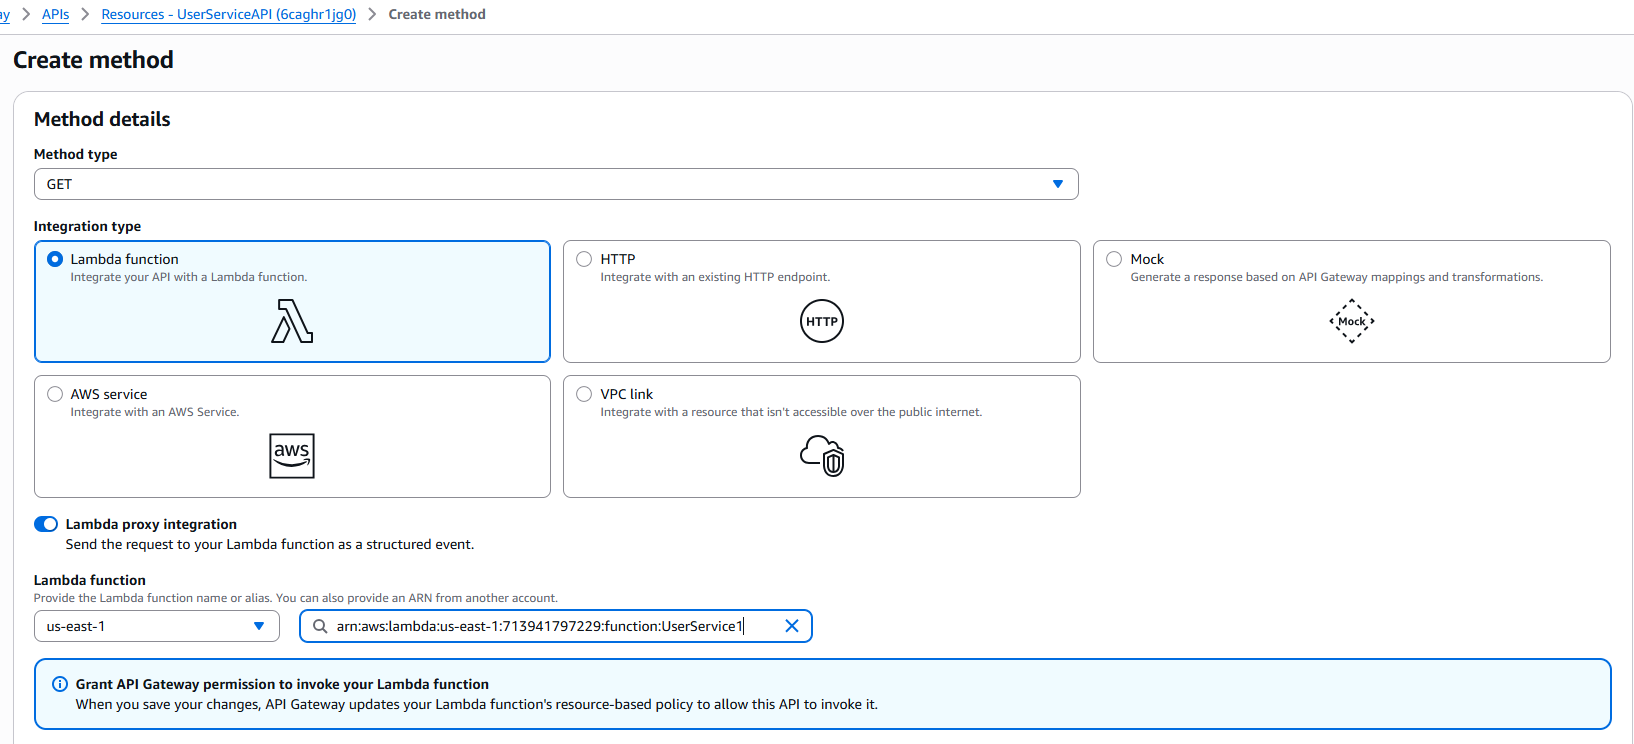 APIs
Resources - UserServiceAPI (6caghr1jg0)
Create method
Create method
Method details
Method type
GET
Integration type
Lambda function
Integrate your API with a Lambda function.
HTTP
Integrate with an existing HTTP endpoint.
HTTP
Mock
Generate a response based on API Gateway mappings and transformations.
Mock
AWS service
Integrate with an AWS Service.
aws
VPC link
Integrate with a resource that isn't accessible over the public internet.
Lambda proxy integration
Send the request to your Lambda function as a structured event.
Lambda function
Provide the Lambda function name or alias. You can also provide an ARN from another account.
us-east-1
arn:aws:lambda:us-east-1:713941797229:function:UserService1
Grant API Gateway permission to invoke your Lambda function
When you save your changes, API Gateway updates your Lambda function's resource-based policy to allow this API to invoke it.